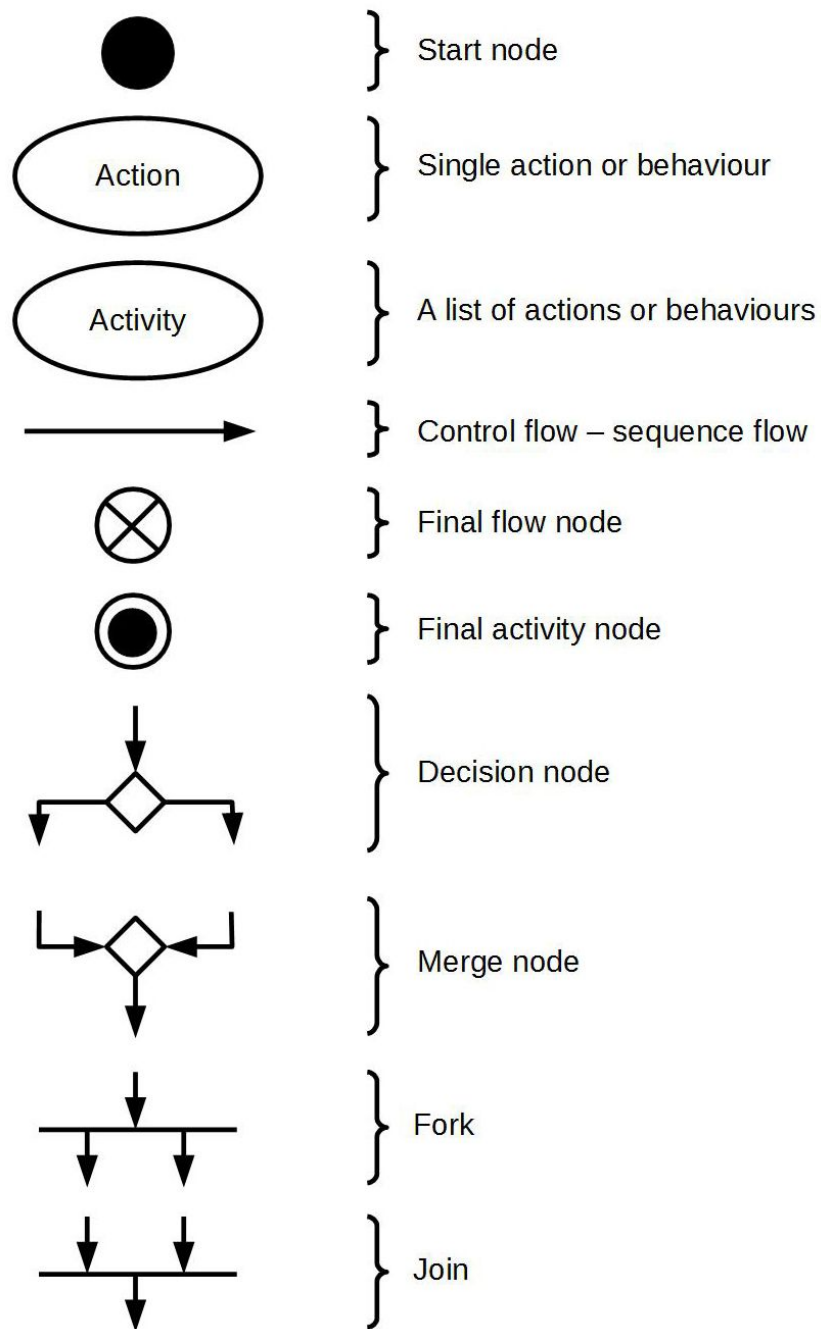 Start node
Action
Single action or behaviour
Activity
A list of actions or behaviours
Control flow – sequence flow
Final flow node
Final activity node
Decision node
Merge node
Fork
Join